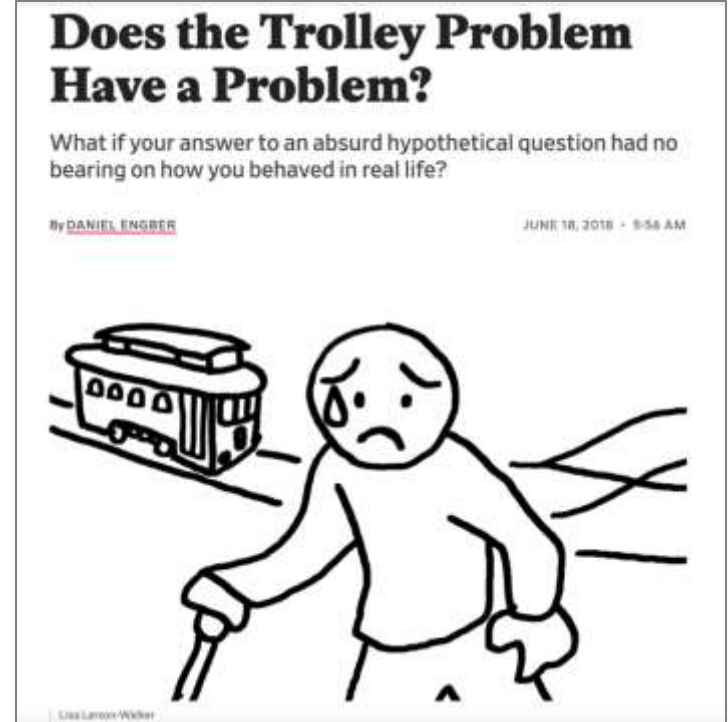 Does the Trolley Problem
Have a Problem?
What if your answer to an absurd hypothetical question had no
bearing on how you behaved in real life?
By DANIEL ENGBER
JUNE 18, 2018 • 5:56 AM
Lisa Larson-Walker